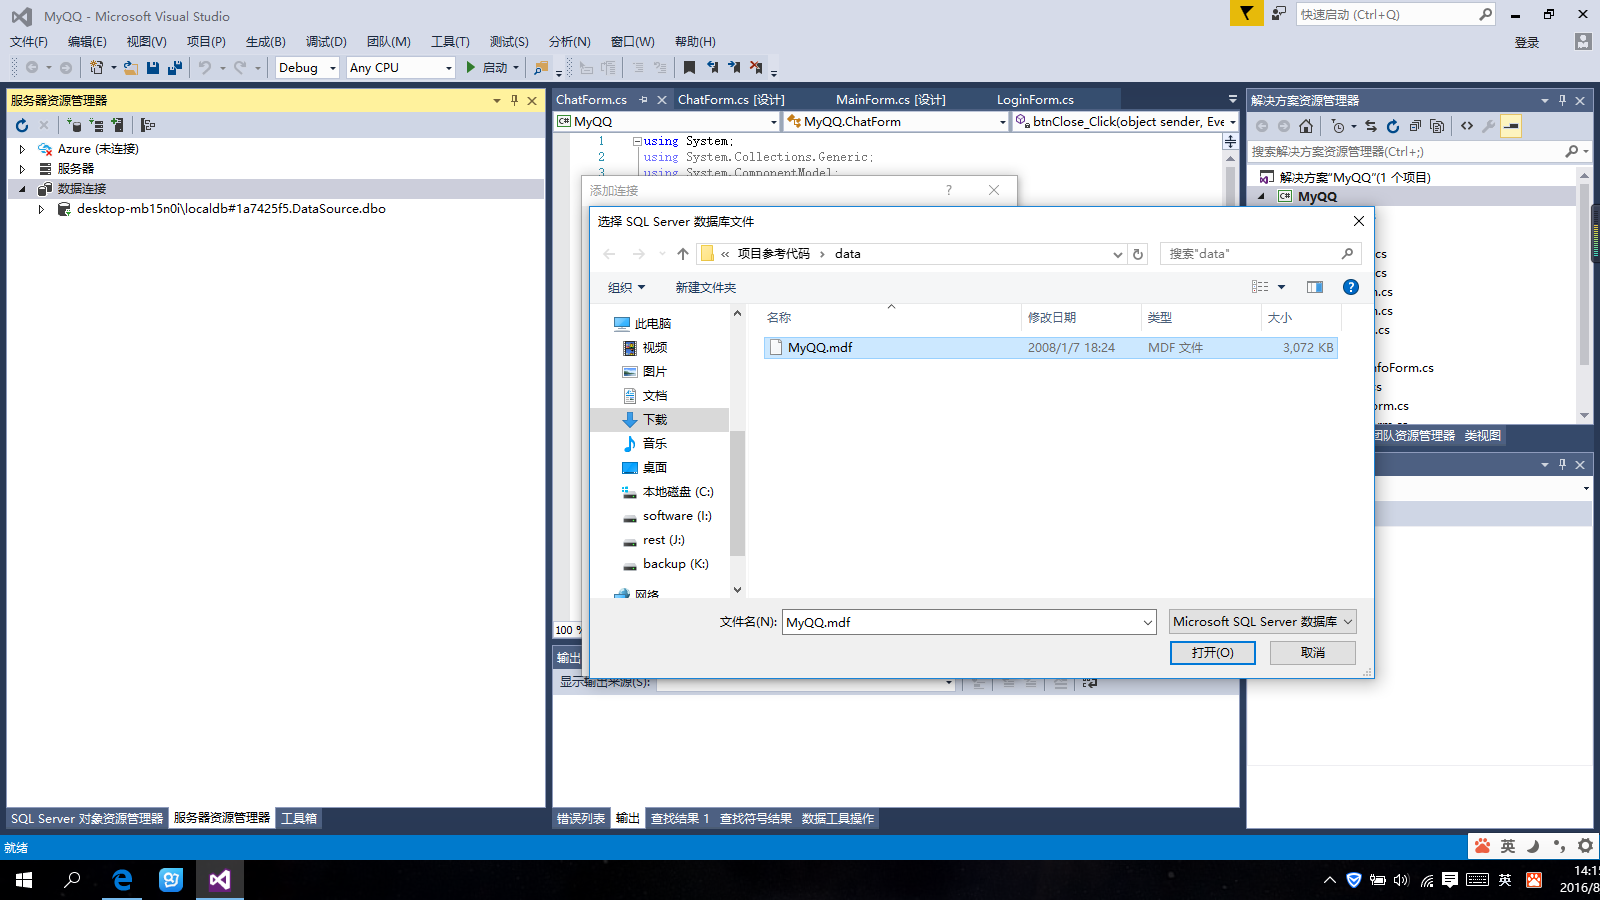 MyQQ - Microsoft Visual Studio
快速启动 (Ctrl+Q)
文件(F) 编辑(E) 视图(V) 项目(P) 生成(B) 调试(D) 团队(M) 工具(T) 测试(S) 分析(N) 窗口(W) 帮助(H)
登录
Debug Any CPU 启动
服务器资源管理器
Azure (未连接)
服务器
数据连接
desktop-mb15n0i\localdb#1a7425f5.DataSource.dbo
SQL Server 对象资源管理器 服务器资源管理器 工具箱
ChatForm.cs ChatForm.cs [设计] MainForm.cs [设计] LoginForm.cs
C# MyQQ MyQQ.ChatForm btnClose_Click(object sender, Eve
1 using System;
2 using System.Collections.Generic;
3 using System.ComponentModel;
添加连接 ?
选择 SQL Server 数据库文件
« 项目参考代码 › data
搜索"data"
组织 新建文件夹
此电脑
视频
图片
文档
下载
音乐
桌面
本地磁盘 (C:)
software (I:)
rest (J:)
backup (K:)
网络
名称 修改日期 类型 大小
MyQQ.mdf 2008/1/7 18:24 MDF 文件 3,072 KB
文件名(N): MyQQ.mdf Microsoft SQL Server 数据库
打开(O) 取消
100 %
输出
显示输出来源(S):
错误列表 输出 查找结果 1 查找符号结果 数据工具操作
解决方案资源管理器
搜索解决方案资源管理器(Ctrl+;)
解决方案"MyQQ"(1 个项目)
C# MyQQ
cs
cs
m.cs
m.cs
.cs
nfoForm.cs
cs
orm.cs
团队资源管理器 类视图
就绪
英
英
14:15
2016/8